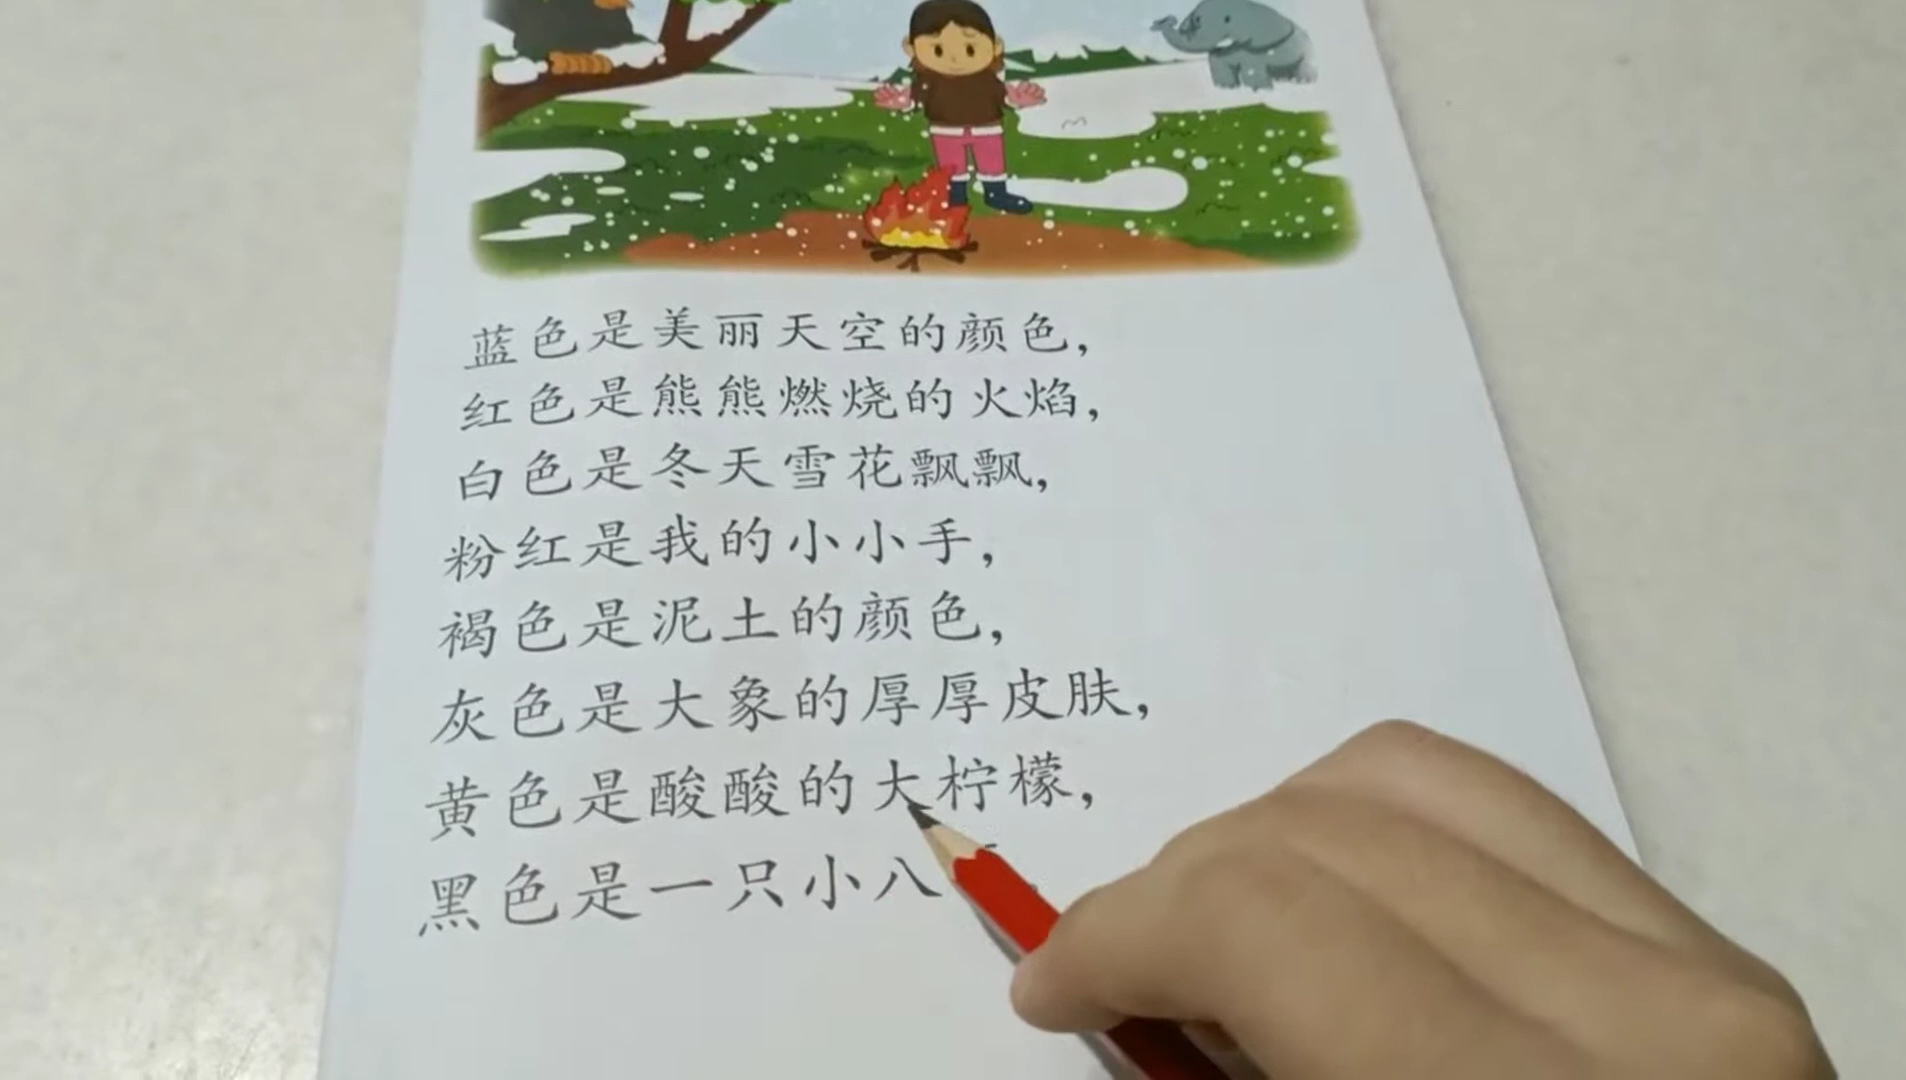 蓝色是美丽天空的颜色，
红色是熊熊燃烧的火焰，
白色是冬天雪花飘飘，
粉红是我的小小手，
褐色是泥土的颜色，
灰色是大象的厚厚皮肤，
黄色是酸酸的大柠檬，
黑色是一只小八